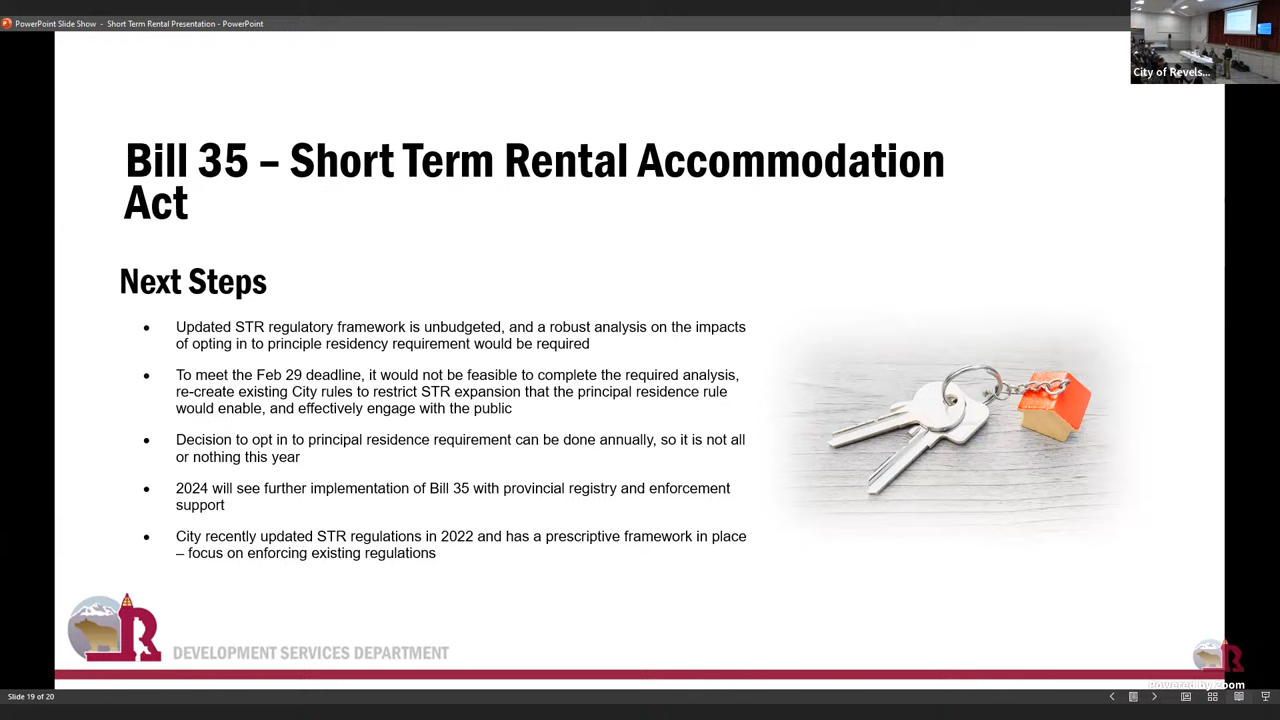 PowerPoint Slide Show - Short Term Rental Presentation - PowerPoint
City of Revels...
Bill 35 – Short Term Rental Accommodation
Act
Next Steps
• Updated STR regulatory framework is unbudgeted, and a robust analysis on the impacts
of opting in to principle residency requirement would be required
• To meet the Feb 29 deadline, it would not be feasible to complete the required analysis,
re-create existing City rules to restrict STR expansion that the principal residence rule
would enable, and effectively engage with the public
• Decision to opt in to principal residence requirement can be done annually, so it is not all
or nothing this year
• 2024 will see further implementation of Bill 35 with provincial registry and enforcement
support
• City recently updated STR regulations in 2022 and has a prescriptive framework in place
– focus on enforcing existing regulations
R
DEVELOPMENT SERVICES DEPARTMENT
R
Powered by Zoom
Slide 19 of 20